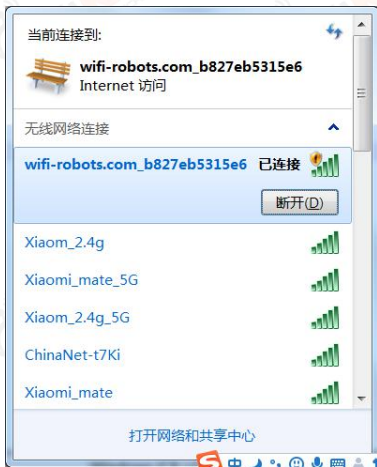 当前连接到:
wifi-robots.com_b827eb5315e6
Internet 访问
无线网络连接
wifi-robots.com_b827eb5315e6 已连接
断开(D)
Xiaom_2.4g
Xiaomi_mate_5G
Xiaom_2.4g_5G
ChinaNet-t7Ki
Xiaomi_mate
打开网络和共享中心
中